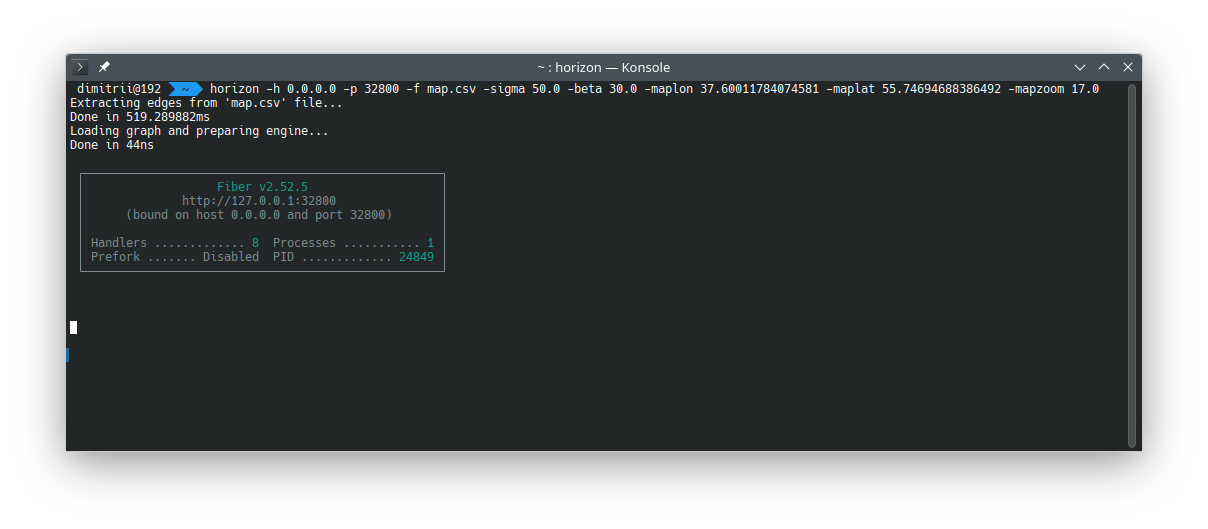 ~ : horizon — Konsole
dimitrii@192 ~ horizon -h 0.0.0.0 -p 32800 -f map.csv -sigma 50.0 -beta 30.0 -maplon 37.60011784074581 -maplat 55.74694688386492 -mapzoom 17.0
Extracting edges from 'map.csv' file...
Done in 519.289882ms
Loading graph and preparing engine...
Done in 44ns
Fiber v2.52.5
http://127.0.0.1:32800
(bound on host 0.0.0.0 and port 32800)
Handlers ............. 8 Processes ........... 1
Prefork ....... Disabled PID ............. 24849